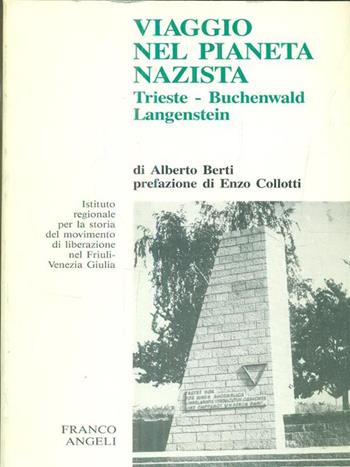 VIAGGIO
NEL PIANETA
NAZISTA
Trieste - Buchenwald
Langenstein
di Alberto Berti
prefazione di Enzo Collotti
Istituto
regionale
per la storia
del movimento
di liberazione
nel Friuli-
Venezia Giulia
FRANCO
ANGELI